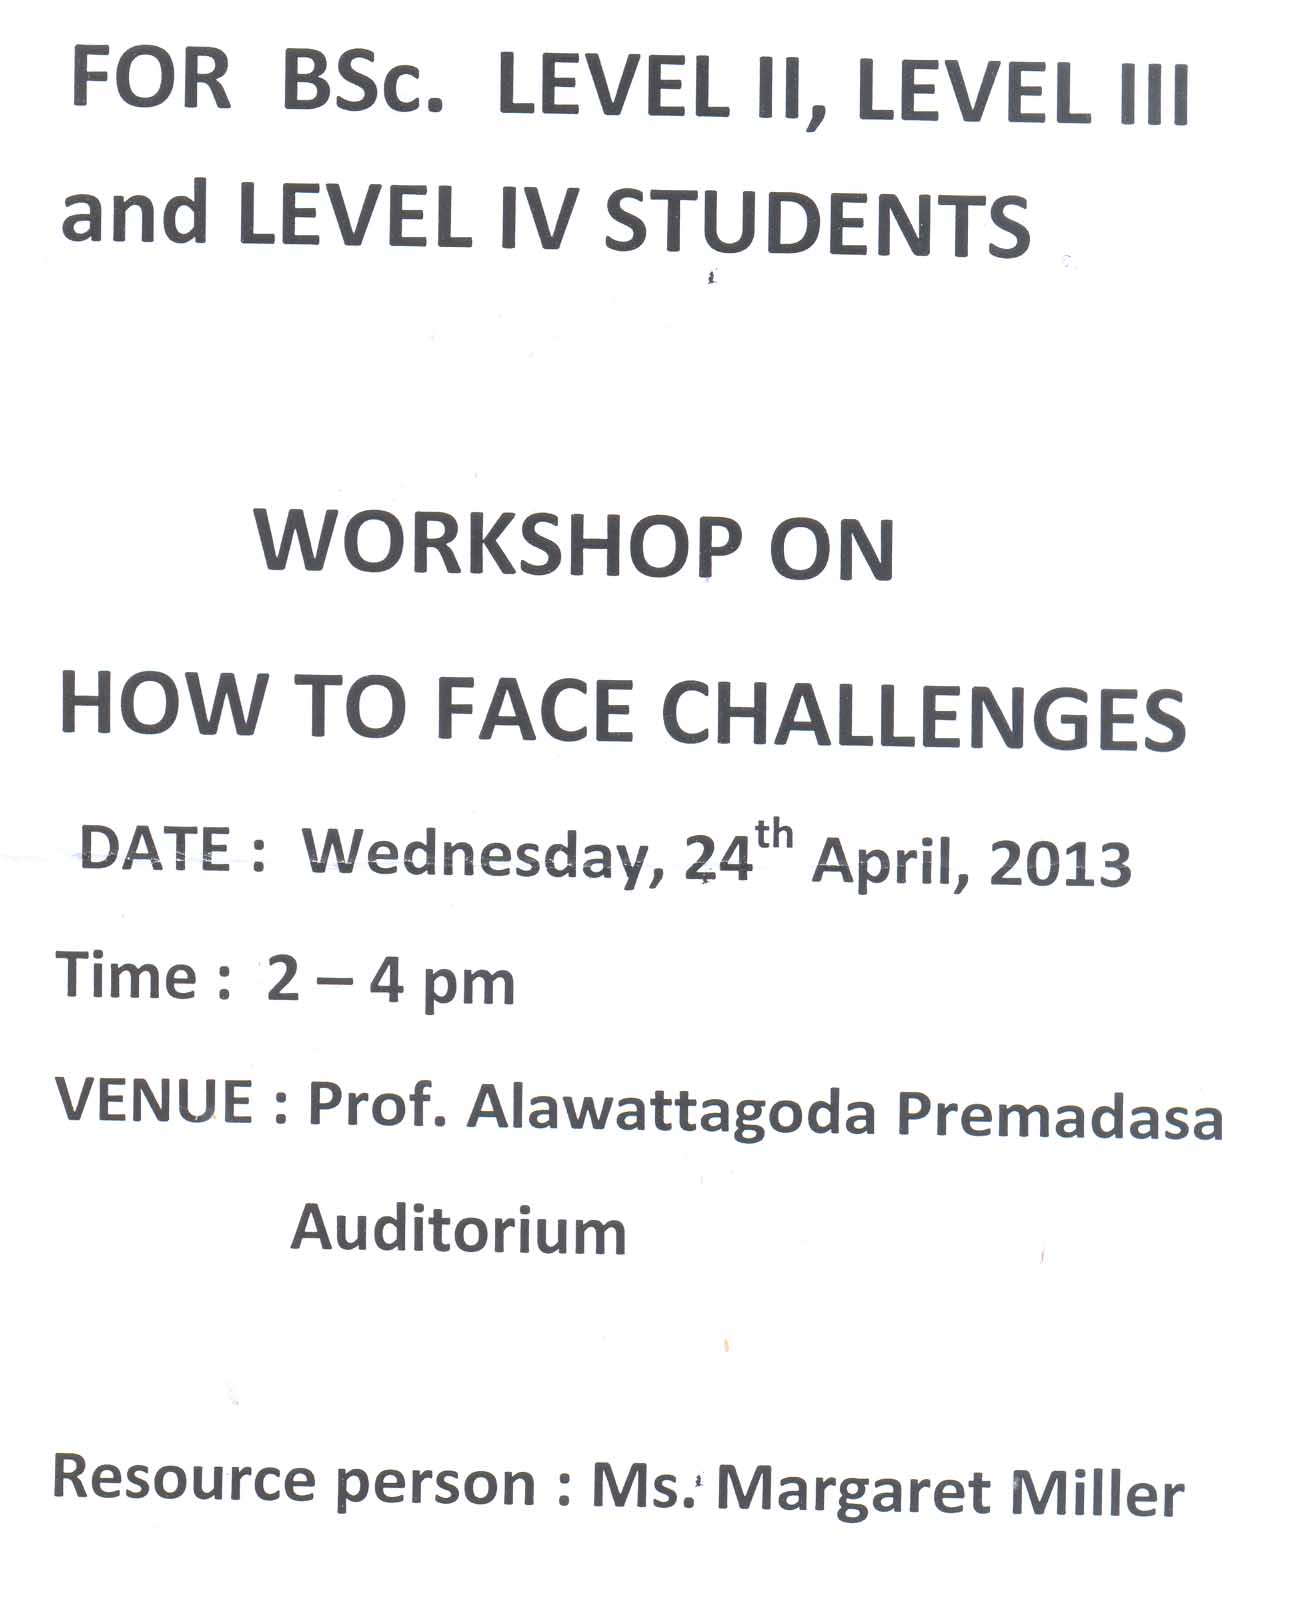 FOR BSc. LEVEL II, LEVEL III
and LEVEL IV STUDENTS
WORKSHOP ON
HOW TO FACE CHALLENGES
DATE : Wednesday, 24th April, 2013
Time : 2 – 4 pm
VENUE : Prof. Alawattagoda Premadasa
Auditorium
Resource person : Ms. Margaret Miller